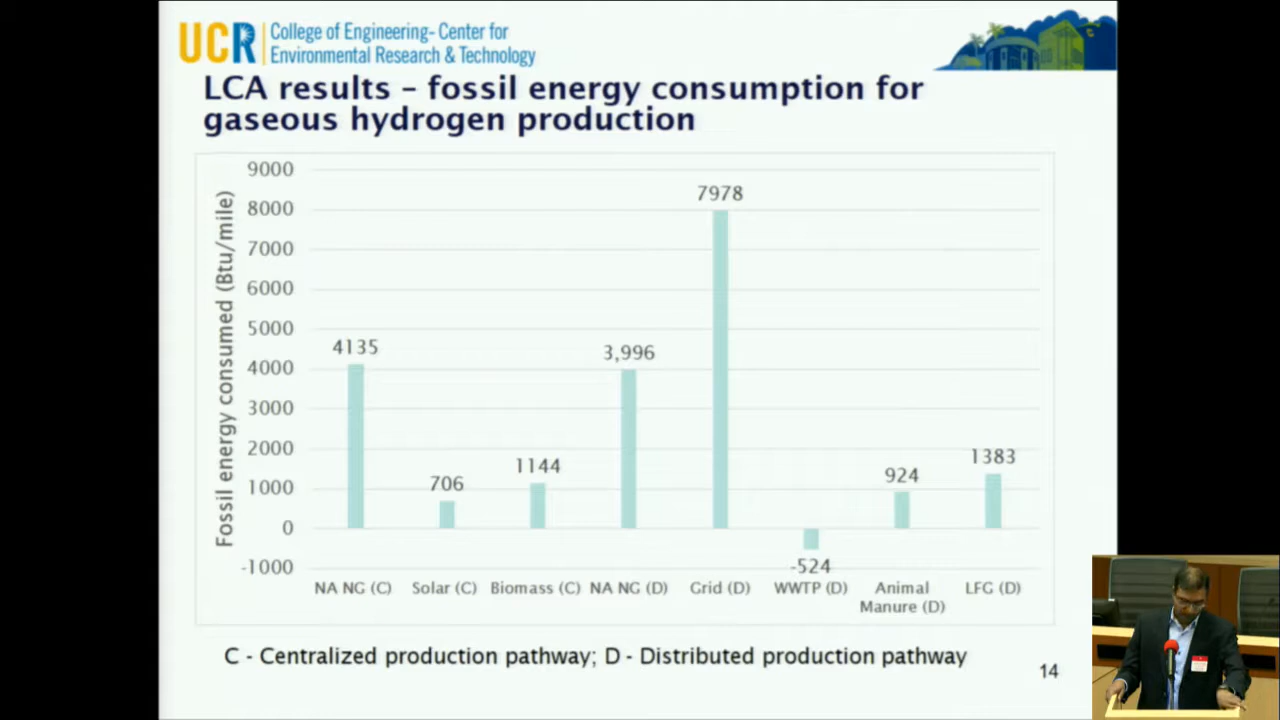 UCR College of Engineering- Center for
Environmental Research & Technology
LCA results – fossil energy consumption for
gaseous hydrogen production
Fossil energy consumed (Btu/mile)
9000
8000
7000
6000
5000
4000
3000
2000
1000
0
-1000
4135
706
1144
3,996
7978
-524
924
1383
NA NG (C) Solar (C) Biomass (C) NA NG (D) Grid (D) WWTP (D) Animal Manure (D) LFG (D)
C - Centralized production pathway; D - Distributed production pathway
14